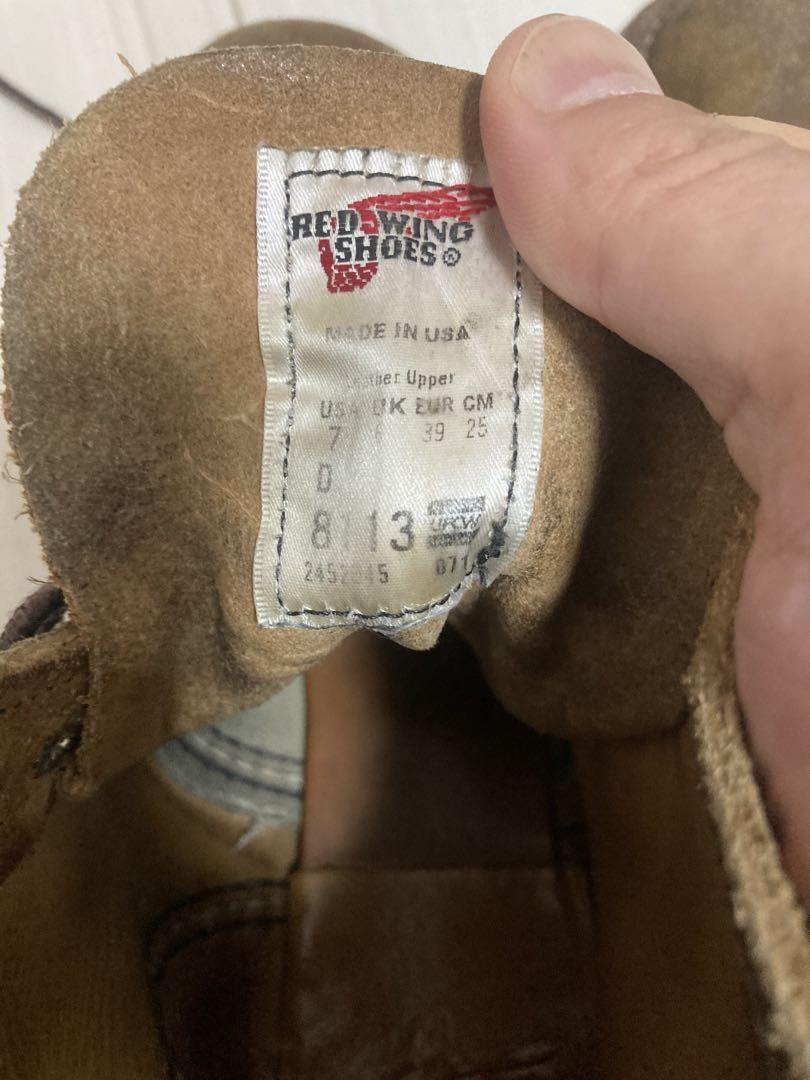 RED WING
SHOES®
MADE IN USA
Leather Upper
USA UK EUR CM
7 39 25
D
8113